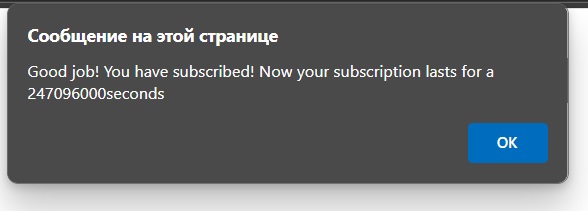 Сообщение на этой странице
Good job! You have subscribed! Now your subscription lasts for a
247096000seconds
OK